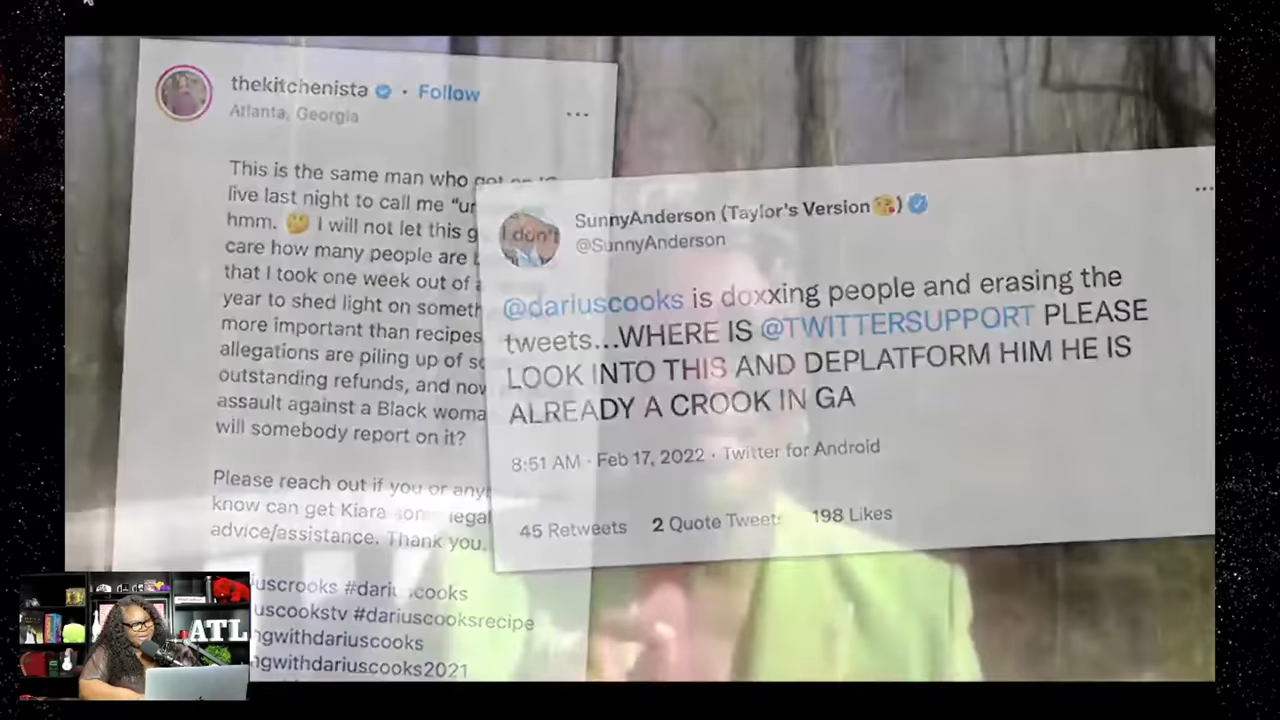 thekitchenista · Follow
Atlanta, Georgia
This is the same man who got on IG
live last night to call me “un
hmm. 🤔 I will not let this g
care how many people are
that I took one week out of a
year to shed light on someth
more important than recipes
allegations are piling up of sc
outstanding refunds, and now
assault against a Black woma
will somebody report on it?
Please reach out if you or any
know can get Kiara some legal
advice/assistance. Thank you.
iuscrooks #dariuscooks
uscookstv #dariuscooksrecipe
ngwithdariuscooks
ngwithdariuscooks2021
I don't
SunnyAnderson (Taylor's Version😘)
@SunnyAnderson
@dariuscooks is doxxing people and erasing the
tweets...WHERE IS @TWITTERSUPPORT PLEASE
LOOK INTO THIS AND DEPLATFORM HIM HE IS
ALREADY A CROOK IN GA
8:51 AM · Feb 17, 2022 · Twitter for Android
45 Retweets 2 Quote Tweets 198 Likes
ATL